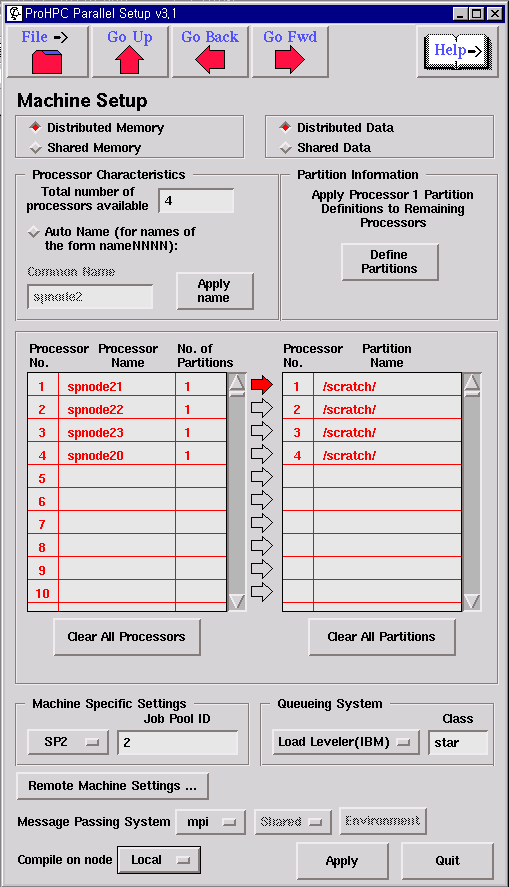 ProHPC Parallel Setup v3.1
File -> Go Up Go Back Go Fwd Help->
Machine Setup
Distributed Memory Distributed Data
Shared Memory Shared Data
Processor Characteristics Partition Information
Total number of
processors available 4
Apply Processor 1 Partition
Definitions to Remaining
Processors
Auto Name (for names of
the form nameNNNN):
Define
Partitions
Common Name
spnode2
Apply
name
Processor Processor No. of Processor Partition
No. Name Partitions No. Name
1 spnode21 1 1 /scratch/
2 spnode22 1 2 /scratch/
3 spnode23 1 3 /scratch/
4 spnode20 1 4 /scratch/
5
6
7
8
9
10
Clear All Processors Clear All Partitions
Machine Specific Settings Queueing System
Job Pool ID Class
SP2 2 Load Leveler(IBM) star
Remote Machine Settings ...
Message Passing System mpi Shared Environment
Compile on node Local Apply Quit